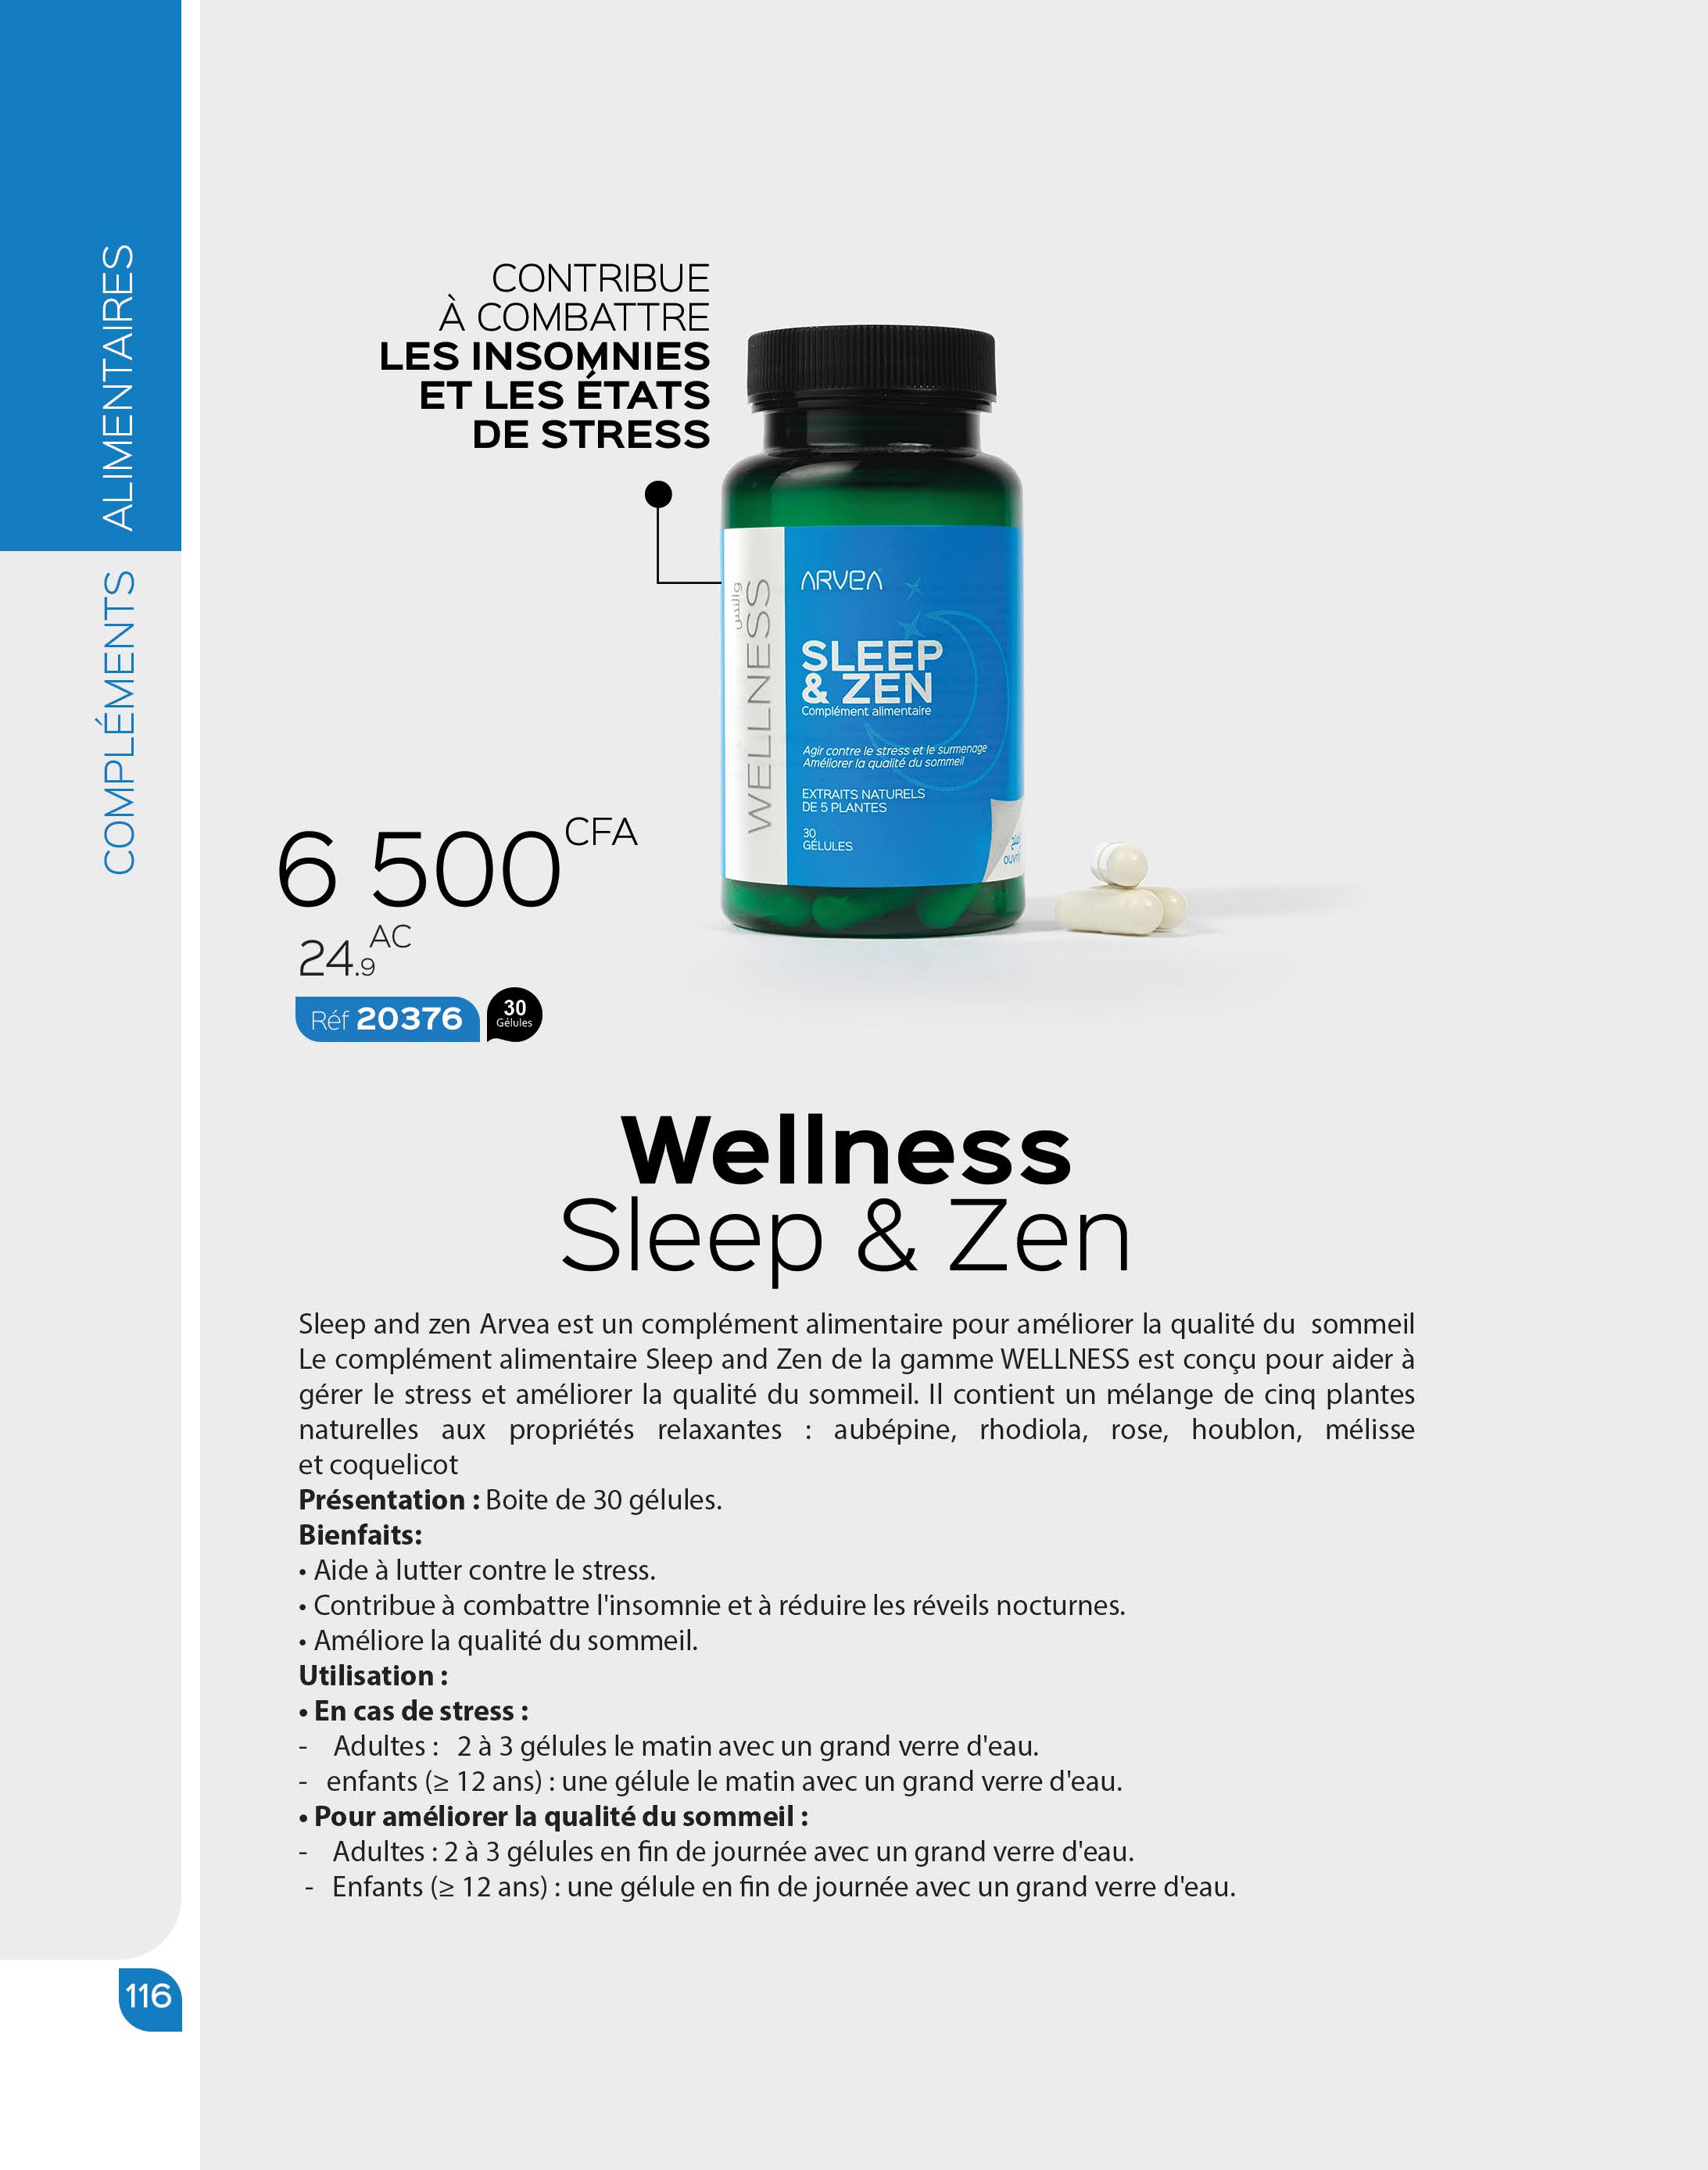 COMPLÉMENTS ALIMENTAIRES
CONTRIBUE
À COMBATTRE
LES INSOMNIES
ET LES ÉTATS
DE STRESS
WELLNESS
ARVEA
SLEEP
& ZEN
Complément alimentaire
Agir contre le stress et le surmenage
Améliorer la qualité du sommeil
EXTRAITS NATURELS
DE 5 PLANTES
30
GÉLULES
6 500 CFA
24.9 AC
Réf 20376
30
Gélules
Wellness
Sleep & Zen
Sleep and zen Arvea est un complément alimentaire pour améliorer la qualité du sommeil
Le complément alimentaire Sleep and Zen de la gamme WELLNESS est conçu pour aider à
gérer le stress et améliorer la qualité du sommeil. Il contient un mélange de cinq plantes
naturelles aux propriétés relaxantes : aubépine, rhodiola, rose, houblon, mélisse
et coquelicot
Présentation : Boite de 30 gélules.
Bienfaits:
• Aide à lutter contre le stress.
• Contribue à combattre l'insomnie et à réduire les réveils nocturnes.
• Améliore la qualité du sommeil.
Utilisation :
• En cas de stress :
- Adultes : 2 à 3 gélules le matin avec un grand verre d'eau.
- enfants (≥ 12 ans) : une gélule le matin avec un grand verre d'eau.
• Pour améliorer la qualité du sommeil :
- Adultes : 2 à 3 gélules en fin de journée avec un grand verre d'eau.
- Enfants (≥ 12 ans) : une gélule en fin de journée avec un grand verre d'eau.
116